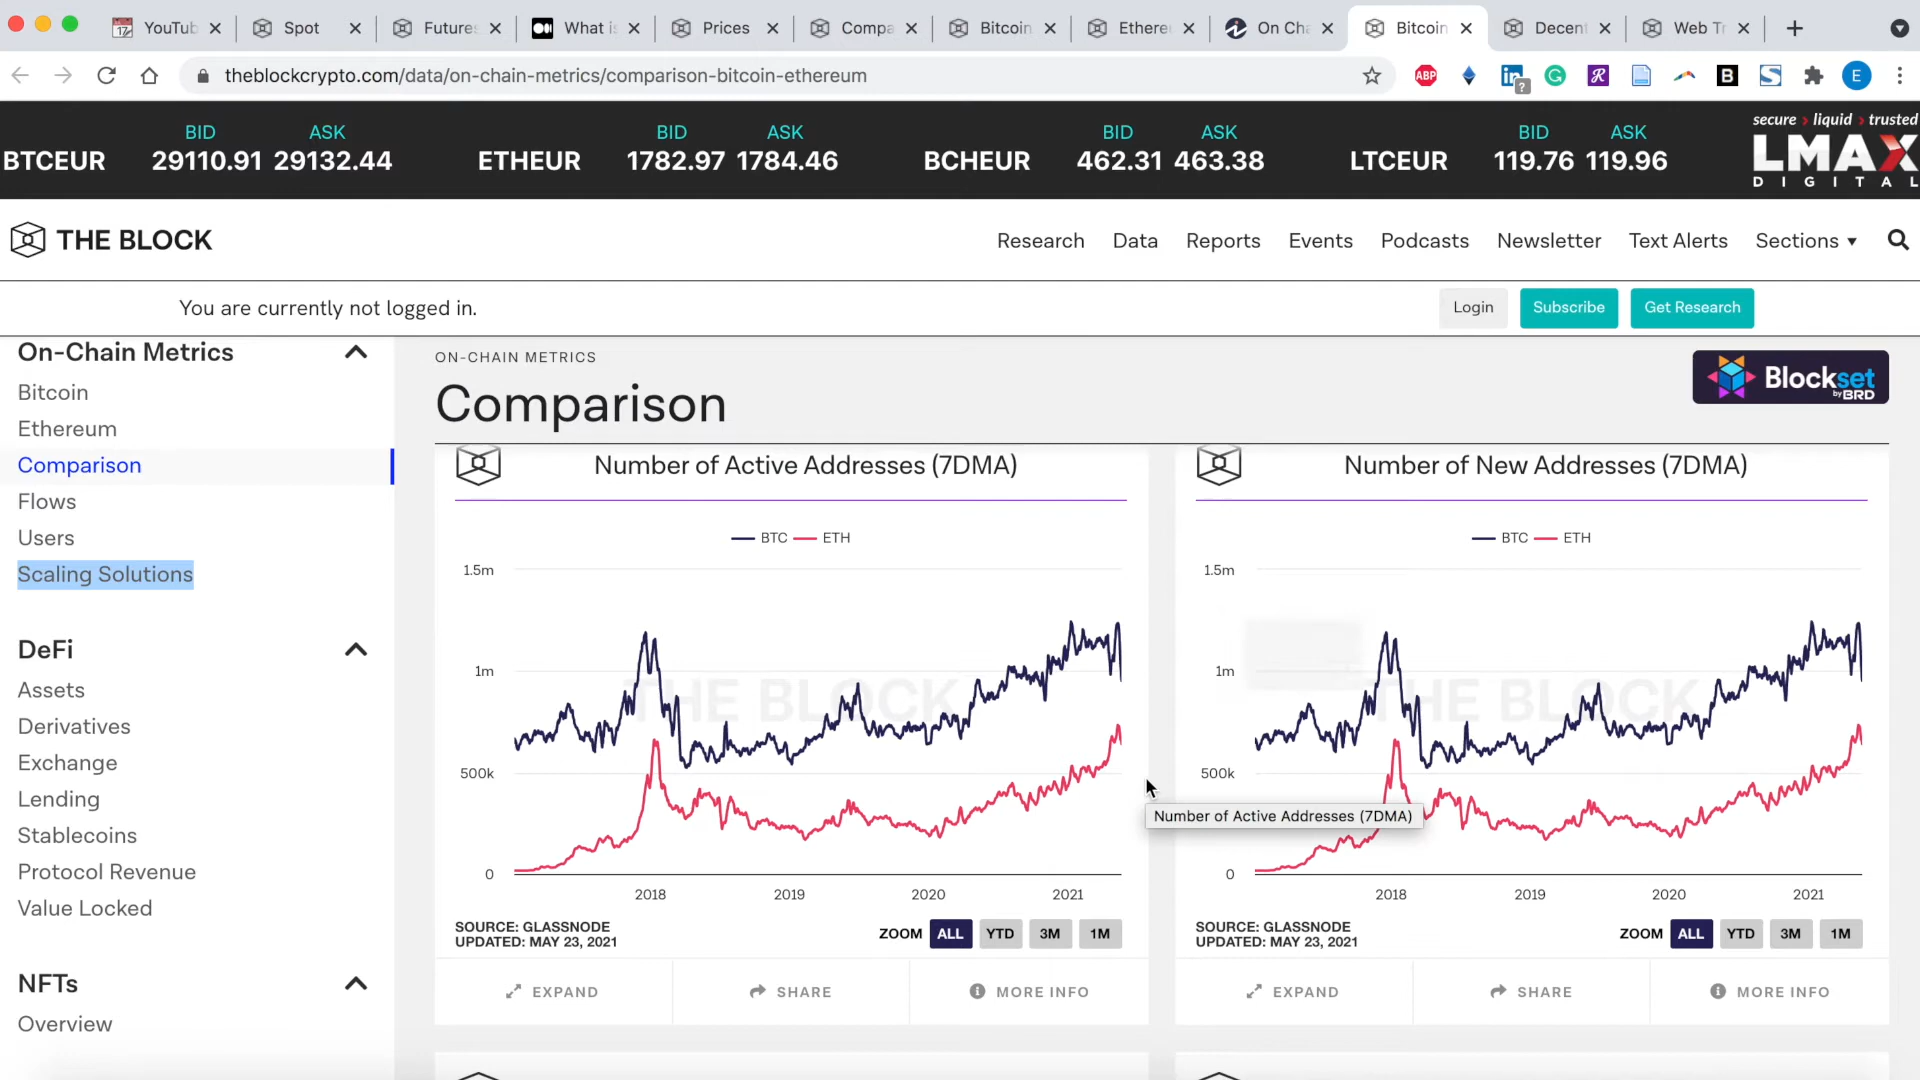 YouTub
Spot
Futures
What is
Prices
Compa
Bitcoin
Ethere
On Cha
Bitcoin
Decent
Web Tr
theblockcrypto.com/data/on-chain-metrics/comparison-bitcoin-ethereum
BID ASK BID ASK BID ASK BID ASK
BTCEUR 29110.91 29132.44 ETHEUR 1782.97 1784.46 BCHEUR 462.31 463.38 LTCEUR 119.76 119.96
secure › liquid › trusted
LMAX
DIGITAL
THE BLOCK
Research Data Reports Events Podcasts Newsletter Text Alerts Sections
You are currently not logged in.
Login Subscribe Get Research
On-Chain Metrics
Bitcoin
Ethereum
Comparison
Flows
Users
Scaling Solutions
DeFi
Assets
Derivatives
Exchange
Lending
Stablecoins
Protocol Revenue
Value Locked
NFTs
Overview
ON-CHAIN METRICS
Comparison
Blockset
by BRD
Number of Active Addresses (7DMA)
BTC ETH
1.5m
1m
500k
0
2018 2019 2020 2021
THE BLOCK
SOURCE: GLASSNODE
UPDATED: MAY 23, 2021
ZOOM ALL YTD 3M 1M
EXPAND SHARE MORE INFO
Number of New Addresses (7DMA)
BTC ETH
1.5m
1m
500k
0
2018 2019 2020 2021
THE BLOCK
Number of Active Addresses (7DMA)
SOURCE: GLASSNODE
UPDATED: MAY 23, 2021
ZOOM ALL YTD 3M 1M
EXPAND SHARE MORE INFO